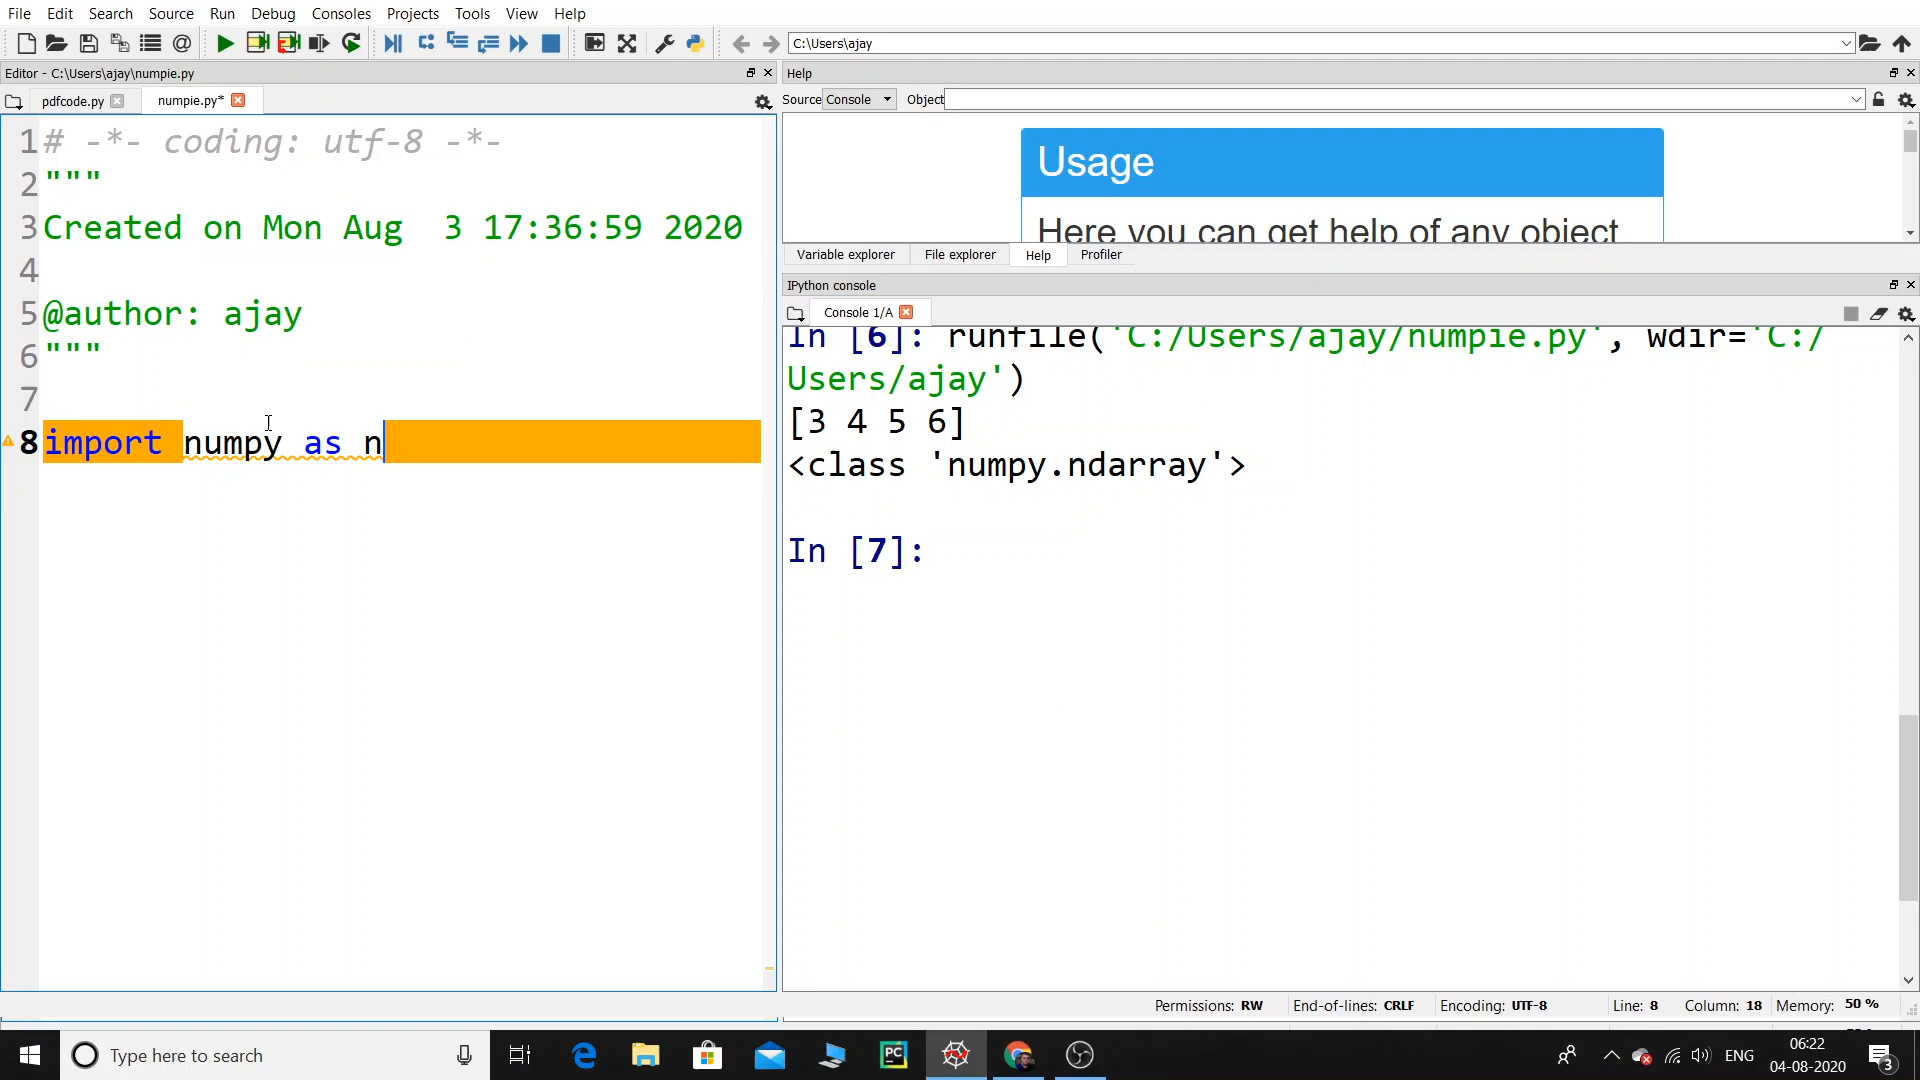 File Edit Search Source Run Debug Consoles Projects Tools View Help
C:\Users\ajay
Editor - C:\Users\ajay\numpie.py
Help
pdfcode.py numpie.py*
Source Console Object
1 # -*- coding: utf-8 -*-
2 """
3 Created on Mon Aug  3 17:36:59 2020
4
5 @author: ajay
6 """
7
8 import numpy as n
Usage
Here you can get help of any object
Variable explorer File explorer Help Profiler
IPython console
Console 1/A
In [6]: runfile('C:/Users/ajay/numpie.py', wdir='C:/
Users/ajay')
[3 4 5 6]
<class 'numpy.ndarray'>
In [7]:
Permissions: RW End-of-lines: CRLF Encoding: UTF-8 Line: 8 Column: 18 Memory: 50 %
Type here to search
PC
ENG
06:22
04-08-2020
3